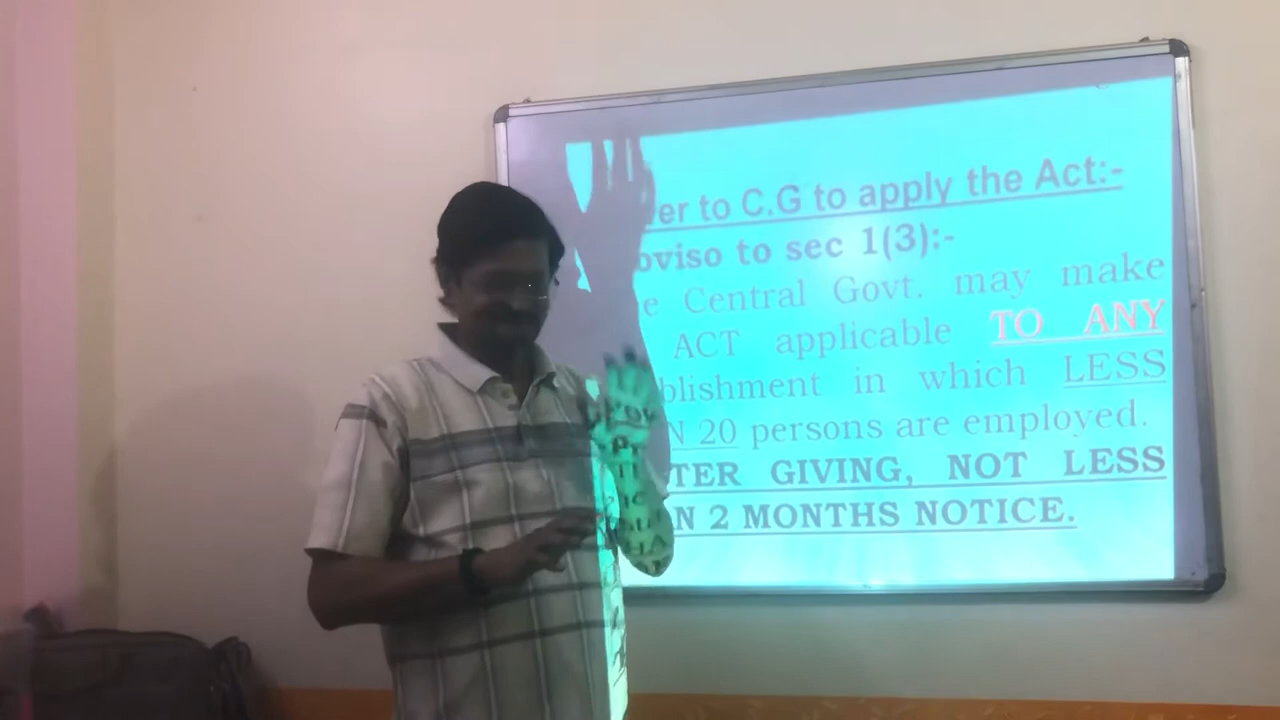 er to C.G to apply the Act:-
oviso to sec 1(3):-
e Central Govt. may make
ACT applicable TO ANY
blishment in which LESS
N 20 persons are employed.
TER GIVING, NOT LESS
N 2 MONTHS NOTICE.